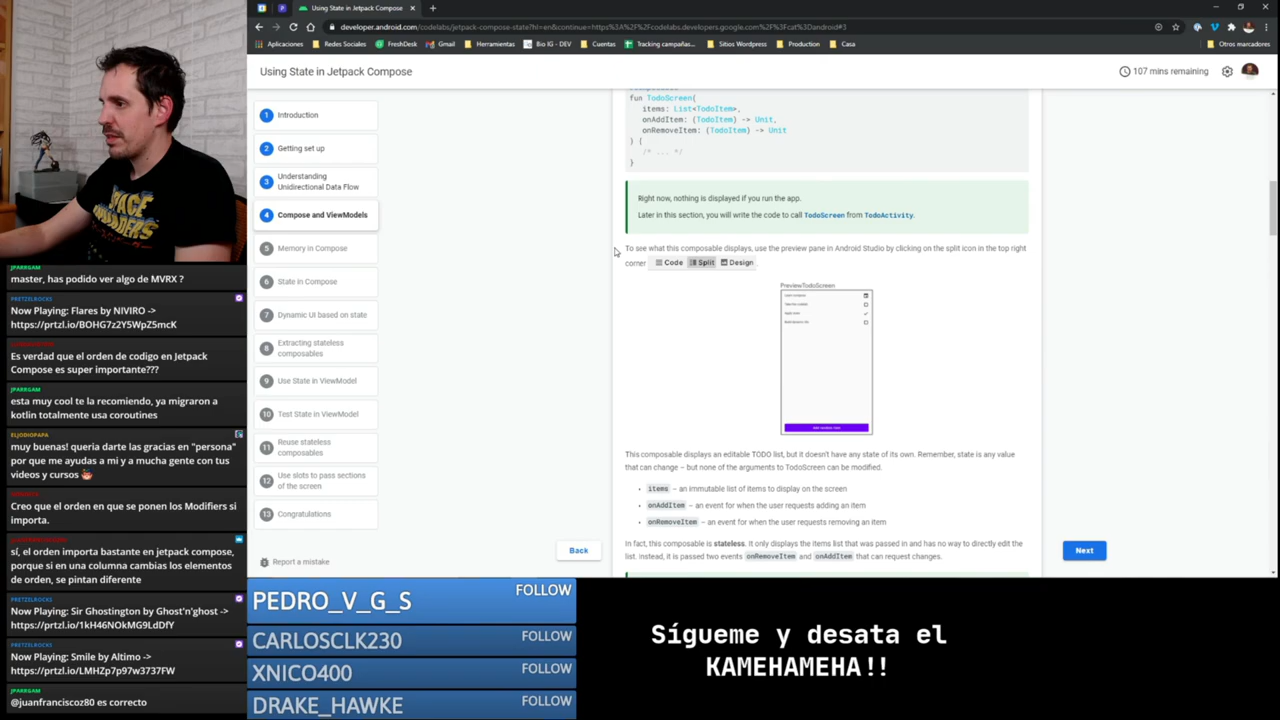 Using State in Jetpack Compose
developer.android.com/codelabs/jetpack-compose-state?hl=en&continue=https%3A%2F%2Fcodelabs.developers.google.com%2F%3Fcat%3Dandroid#3
Aplicaciones
Redes Sociales
FreshDesk
Gmail
Herramientas
Bio IG - DEV
Cuentas
Tracking campañas...
Sitios Wordpress
Production
Casa
Otros marcadores
Using State in Jetpack Compose
107 mins remaining
1 Introduction
2 Getting set up
3 Understanding
Unidirectional Data Flow
4 Compose and ViewModels
5 Memory in Compose
6 State in Compose
7 Dynamic UI based on state
8 Extracting stateless
composables
9 Use State in ViewModel
10 Test State in ViewModel
11 Reuse stateless
composables
12 Use slots to pass sections
of the screen
13 Congratulations
Report a mistake
fun TodoScreen(
items: List<TodoItem>,
onAddItem: (TodoItem) -> Unit,
onRemoveItem: (TodoItem) -> Unit
) {
/* ... */
}
Right now, nothing is displayed if you run the app.
Later in this section, you will write the code to call TodoScreen from TodoActivity.
To see what this composable displays, use the preview pane in Android Studio by clicking on the split icon in the top right
corner Code Split Design
PreviewTodoScreen
This composable displays an editable TODO list, but it doesn't have any state of its own. Remember, state is any value
that can change – but none of the arguments to TodoScreen can be modified.
items – an immutable list of items to display on the screen
onAddItem – an event for when the user requests adding an item
onRemoveItem – an event for when the user requests removing an item
In fact, this composable is stateless. It only displays the items list that was passed in and has no way to directly edit the
list. Instead, it is passed two events onRemoveItem and onAddItem that can request changes.
Back
Next
SPACE
INVADERS
JPARRGAM
master, has podido ver algo de MVRX ?
PRETZELROCKS
Now Playing: Flares by NIVIRO ->
Es verdad que el orden de codigo en Jetpack
Compose es super importante???
JPARRGAM
esta muy cool te la recomiendo, ya migraron a
kotlin totalmente usa coroutines
ELJODIOPAPA
muy buenas! queria darte las gracias en "persona"
por que me ayudas a mi y a mucha gente con tus
videos y cursos
Creo que el orden en que se ponen los Modifiers si
importa.
sí, el orden importa bastante en jetpack compose,
porque si en una columna cambias los elementos
de orden, se pintan diferente
PRETZELROCKS
Now Playing: Sir Ghostington by Ghost'n'ghost ->
https://prtzl.io/1kH46NOkMG9LdDfY
PRETZELROCKS
Now Playing: Smile by Altimo ->
https://prtzl.io/LMHZp7p97w3737FW
JPARRGAM
@juanfranciscoz80 es correcto
PEDRO_V_G_S FOLLOW
CARLOSCLK230 FOLLOW
XNICO400 FOLLOW
DRAKE_HAWKE FOLLOW
Sígueme y desata el
KAMEHAMEHA!!